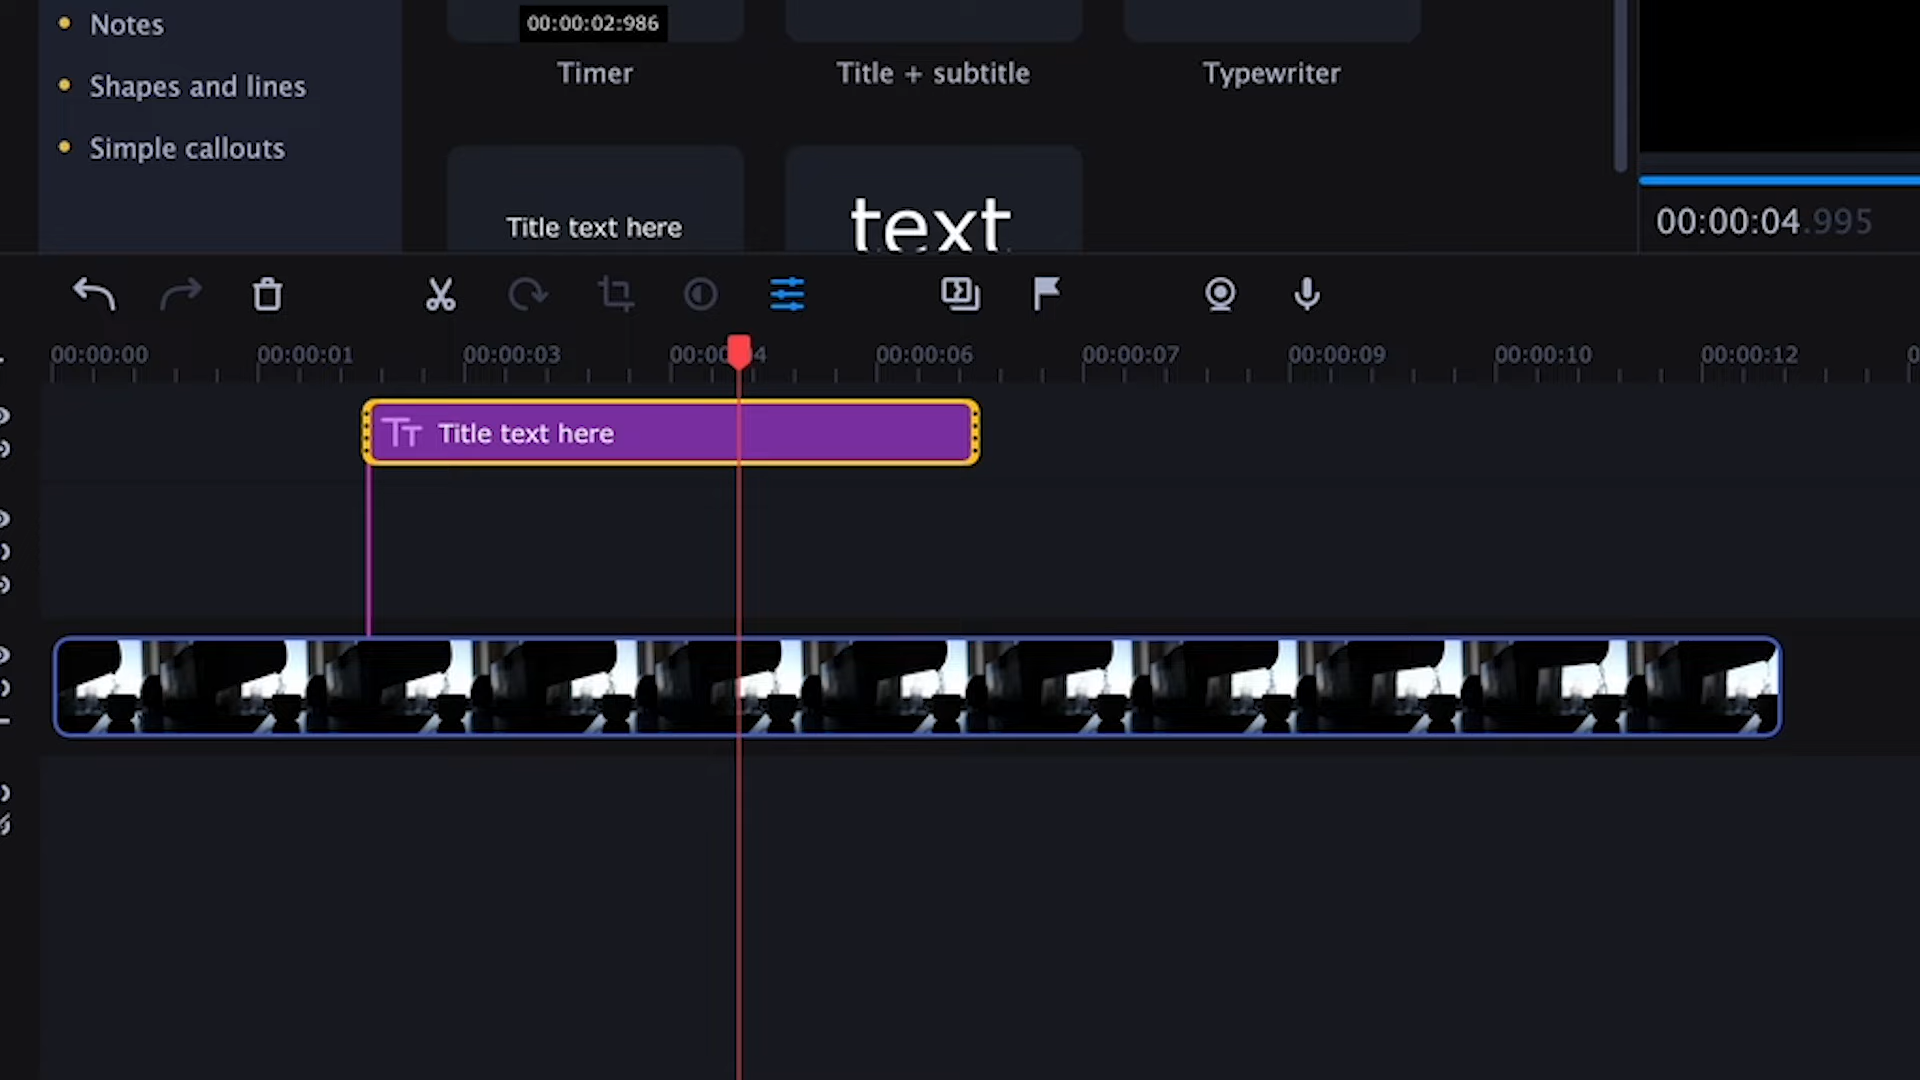 Notes
Shapes and lines
Simple callouts
00:00:02:986
Timer
Title + subtitle
Typewriter
Title text here
text
00:00:04.995
00:00:00 00:00:01 00:00:03 00:00:04 00:00:06 00:00:07 00:00:09 00:00:10 00:00:12
Title text here